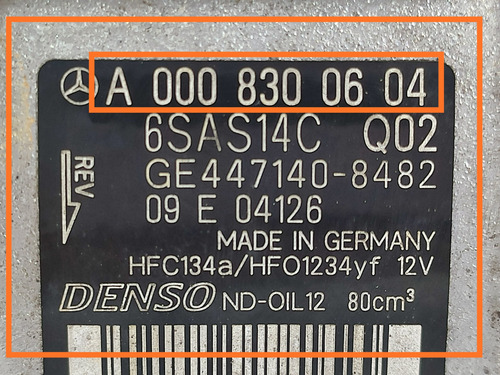 A 000 830 06 04
6SAS14C Q02
GE447140-8482
REV
09 E 04126
MADE IN GERMANY
HFC134a/HFO1234yf 12V
DENSO ND-OIL12 80cm³